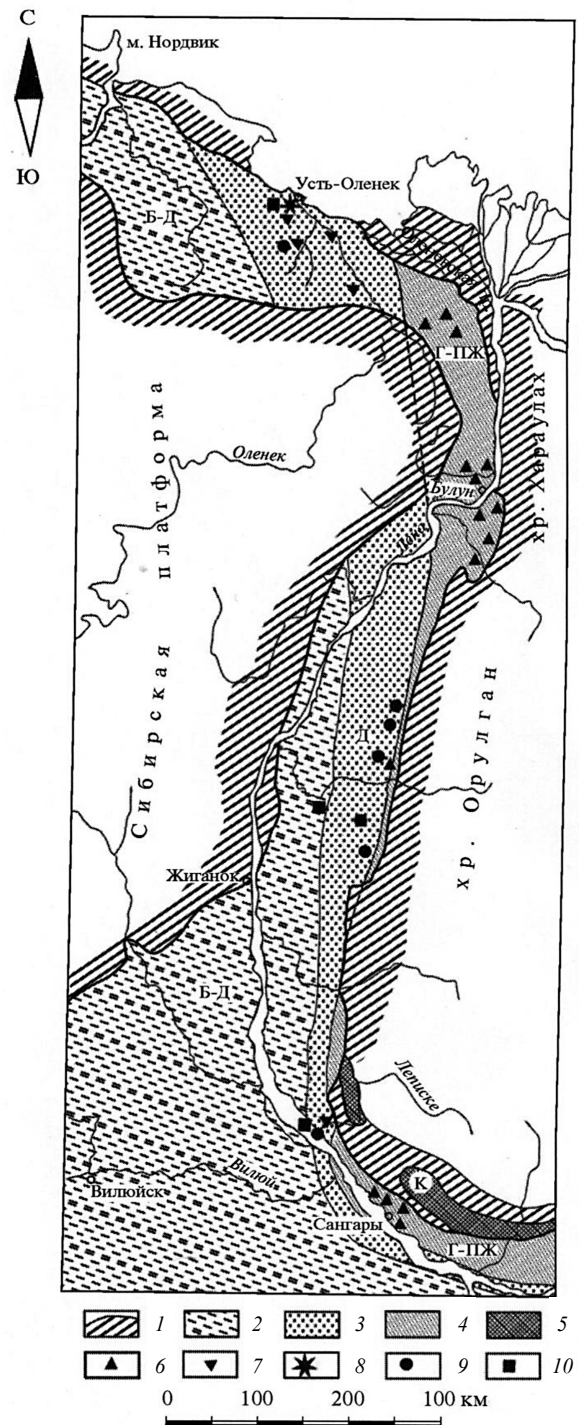 С
Ю
м. Нордвик
Усть-Оленек
Б-Д
Г-ПЖ
Оленек
Булун
Лена
хр. Хараулах
Сибирская платформа
Д
хр. Орулган
Жиганск
Б-Д
Леписке
К
Вилюй
Вилюйск
Сангары
Г-ПЖ
1 2 3 4 5
6 7 8 9 10
0 100 200 100 км